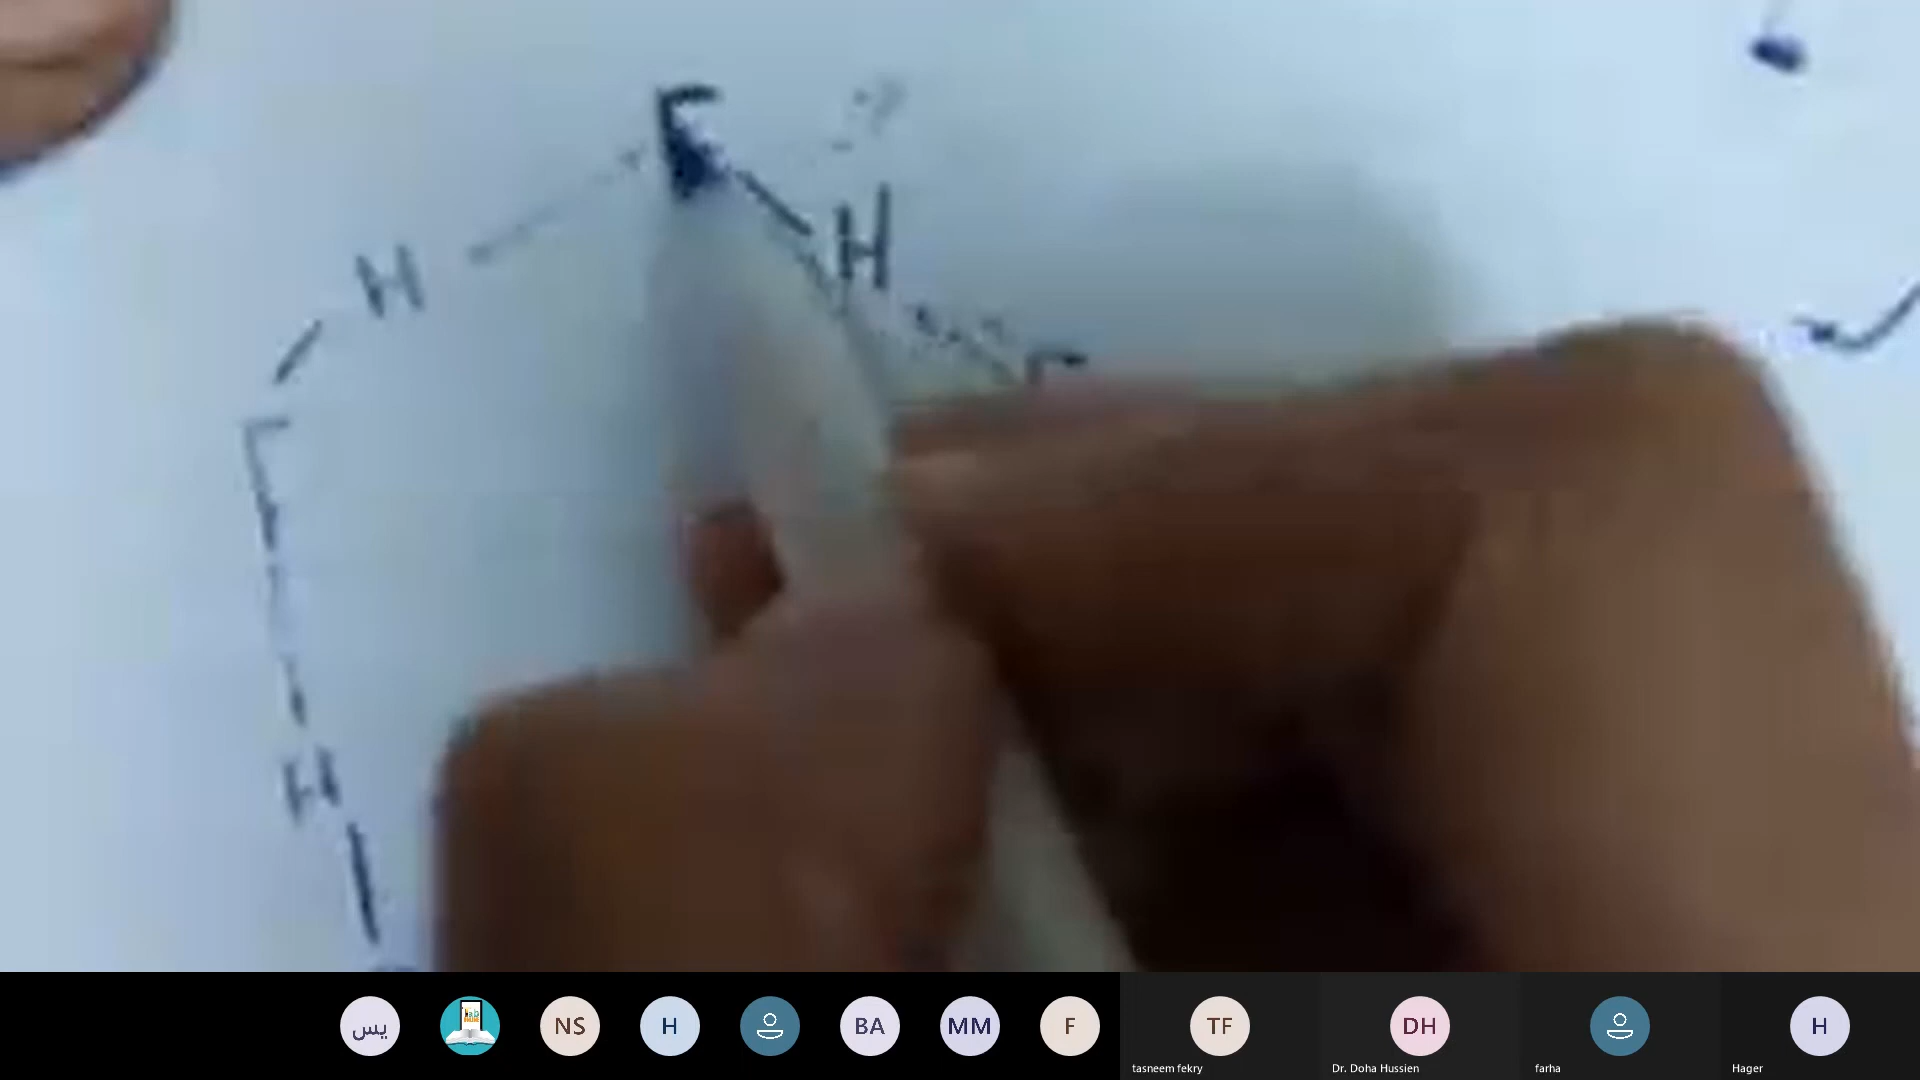 F
H
H
F
F
H
يس
NS
H
BA
MM
F
TF
DH
H
tasneem fekry
Dr. Doha Hussien
farha
Hager